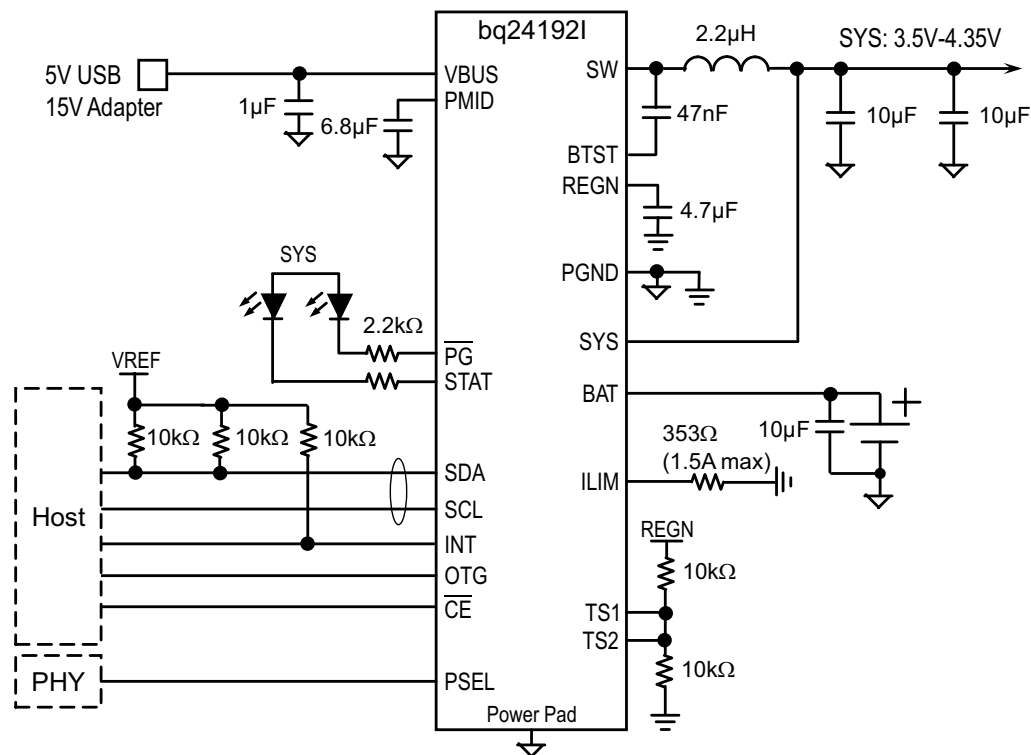 bq24192I
5V USB
15V Adapter
1µF
6.8µF
VBUS
PMID
SW
2.2µH
SYS: 3.5V-4.35V
47nF
10µF
10µF
BTST
REGN
4.7µF
PGND
SYS
SYS
2.2kΩ
PG
STAT
VREF
10kΩ
10kΩ
10kΩ
Host
SDA
SCL
INT
OTG
CE
PHY
PSEL
BAT
10µF
+
353Ω
(1.5A max)
ILIM
REGN
10kΩ
TS1
TS2
10kΩ
Power Pad